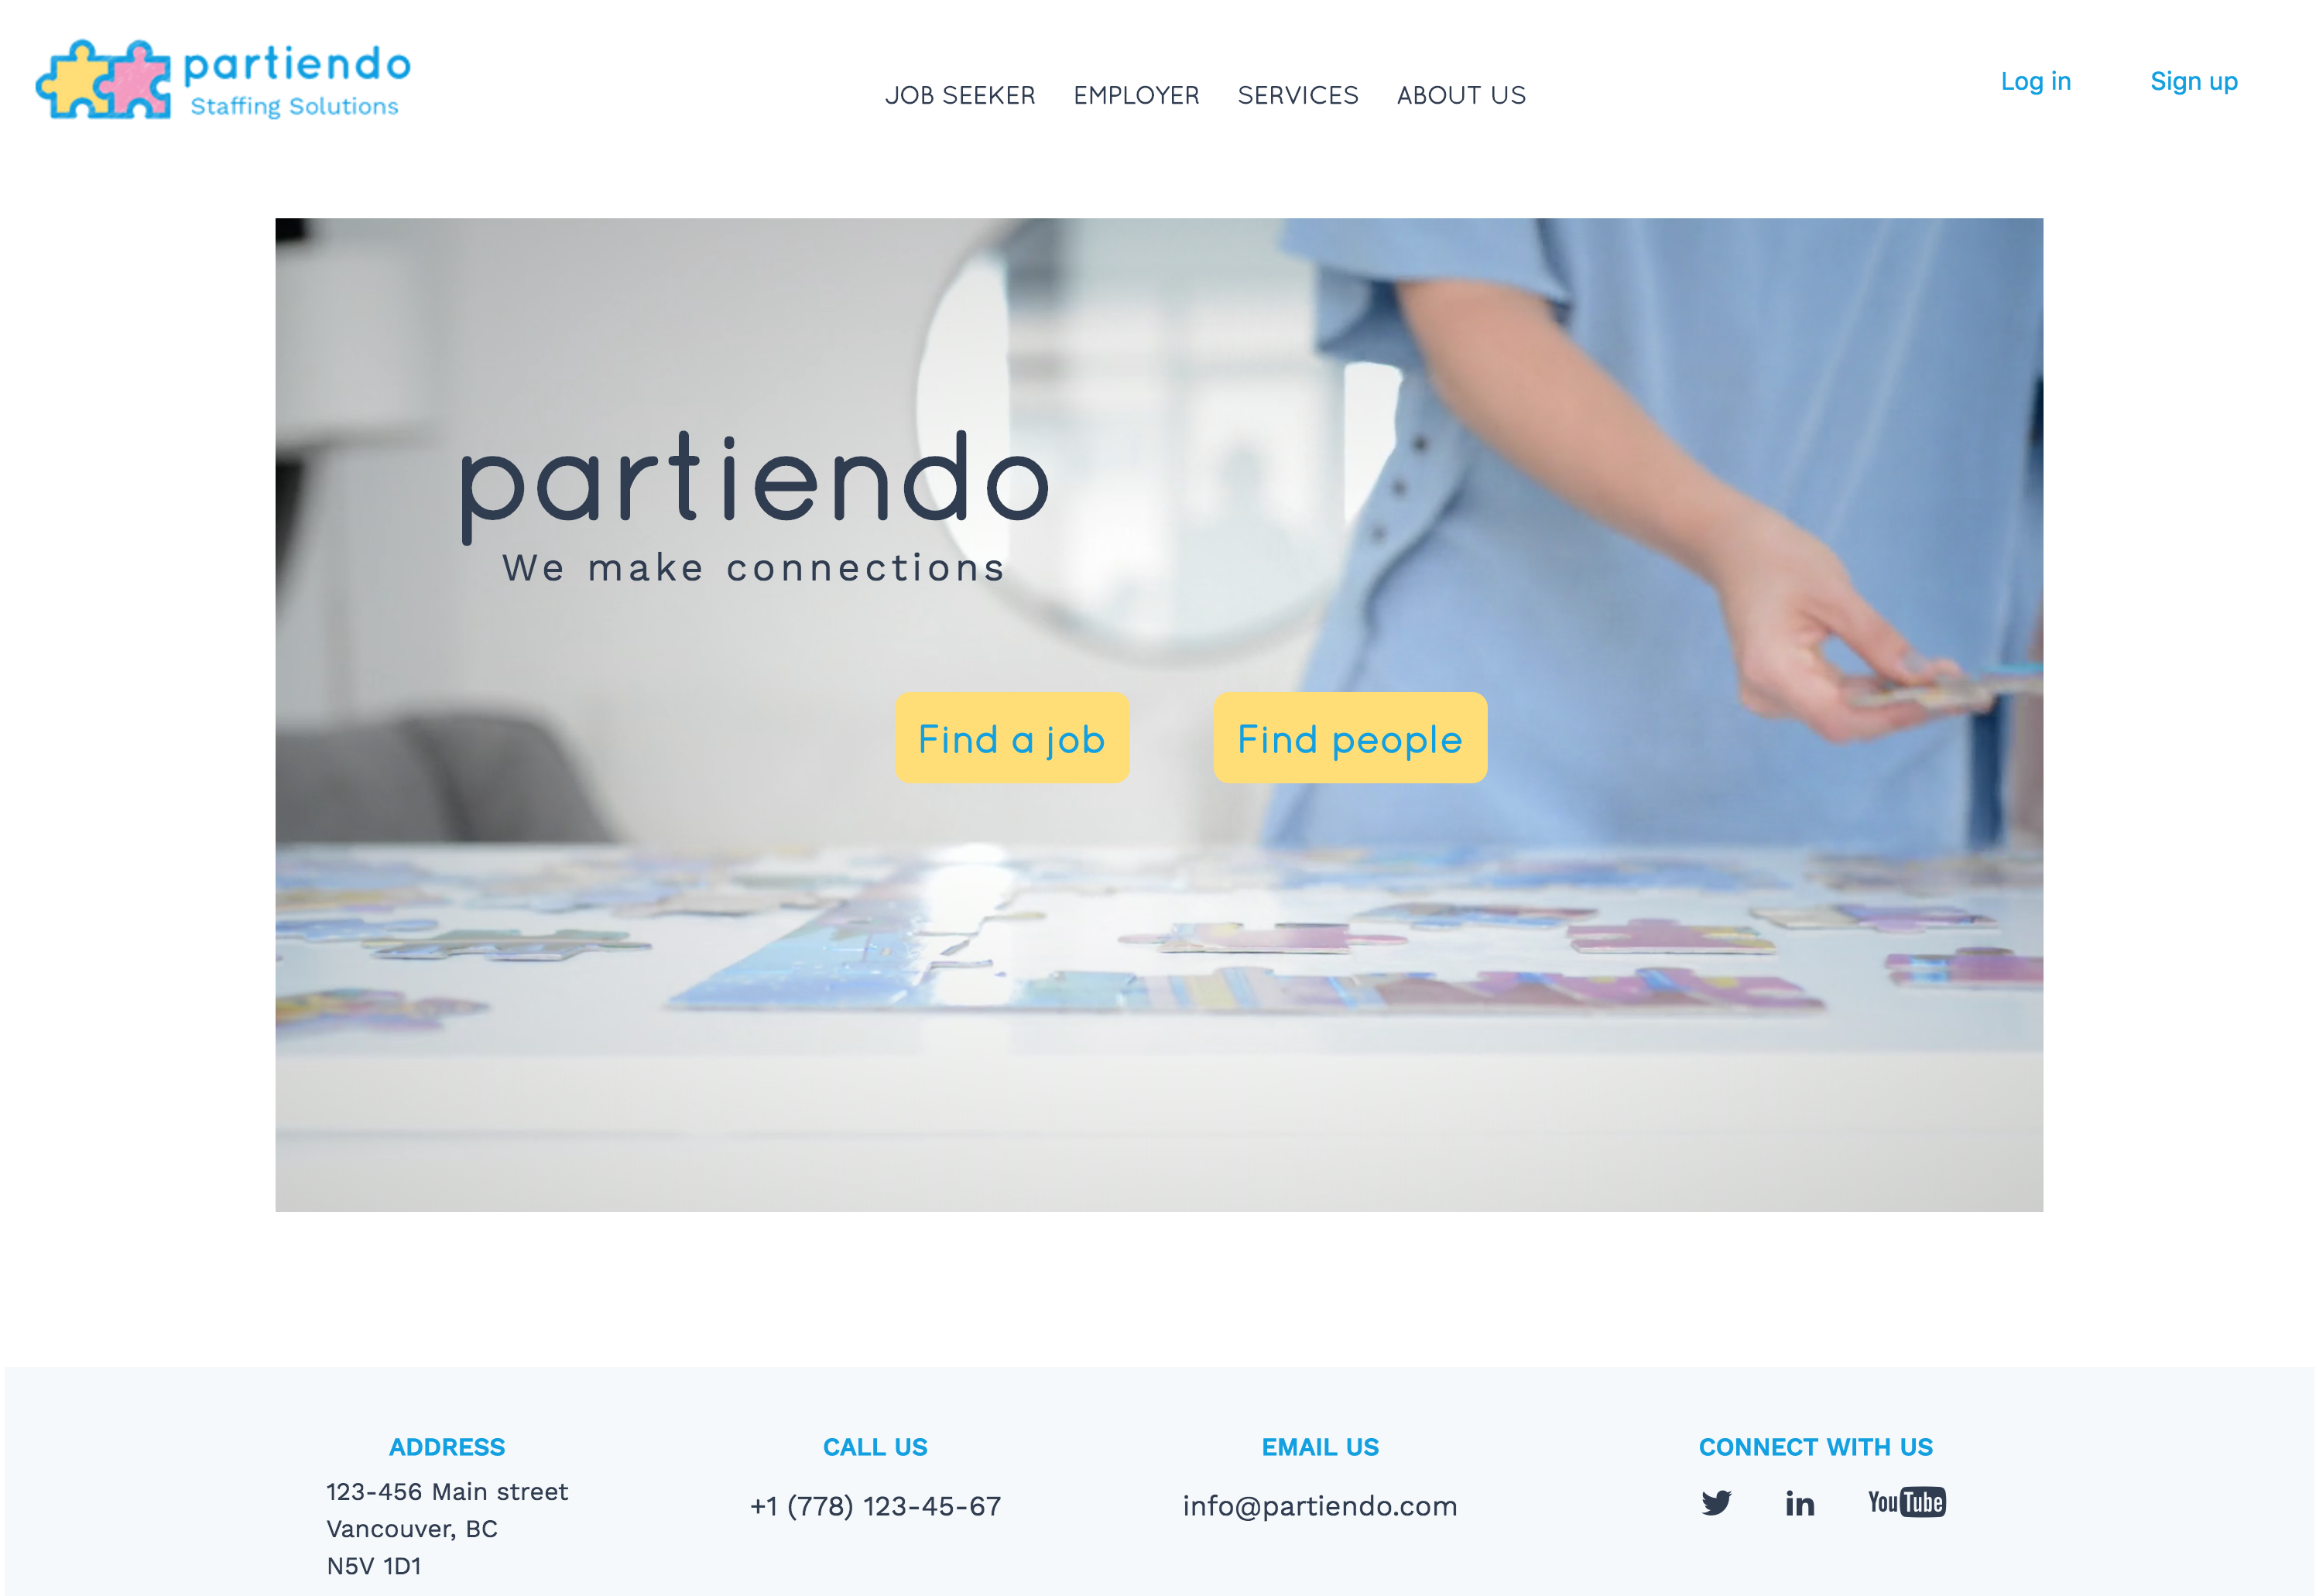 partiendo
Staffing Solutions
JOB SEEKER EMPLOYER SERVICES ABOUT US
Log in Sign up
partiendo
We make connections
Find a job Find people
ADDRESS
123-456 Main street
Vancouver, BC
N5V 1D1
CALL US
+1 (778) 123-45-67
EMAIL US
info@partiendo.com
CONNECT WITH US
in YouTube